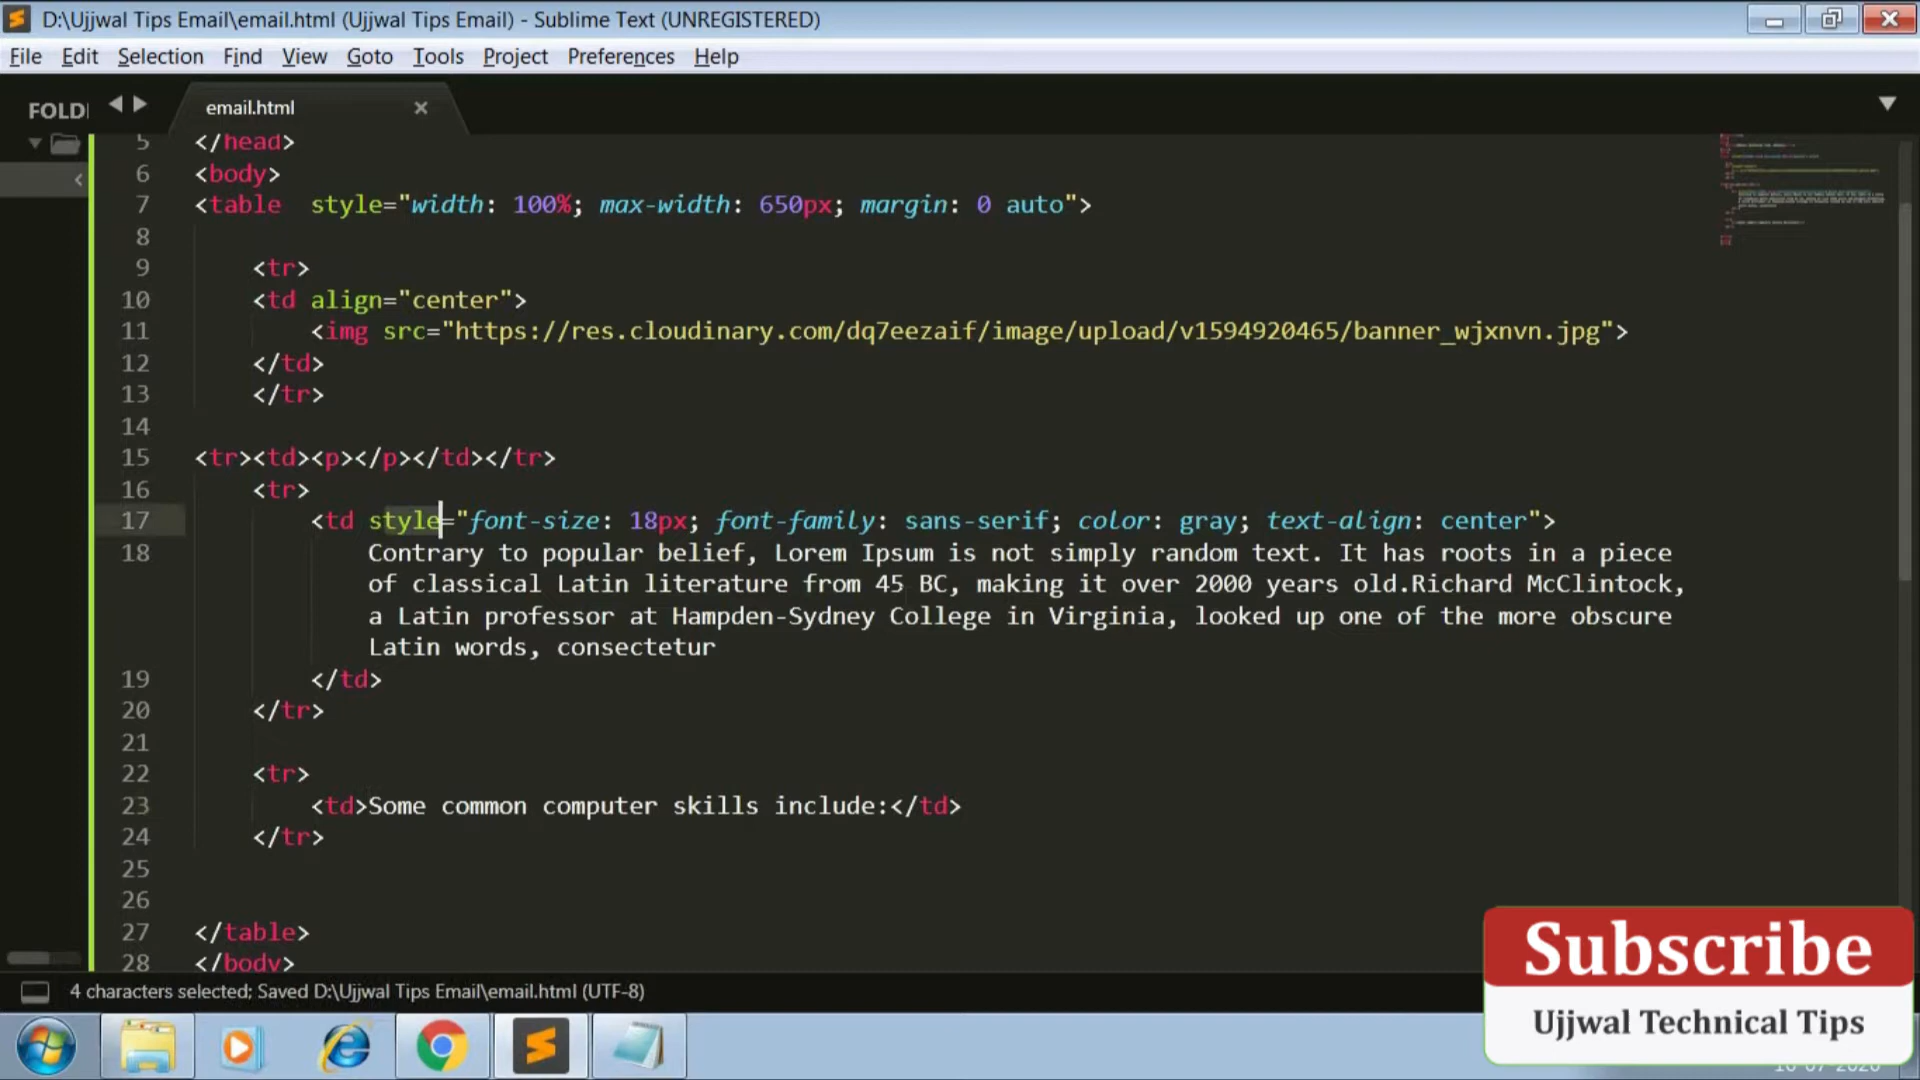 D:\Ujjwal Tips Email\email.html (Ujjwal Tips Email) - Sublime Text (UNREGISTERED)
File Edit Selection Find View Goto Tools Project Preferences Help
FOLD
email.html
5 </head>
6 <body>
7 <table  style="width: 100%; max-width: 650px; margin: 0 auto">
8
9 <tr>
10 <td align="center">
11 <img src="https://res.cloudinary.com/dq7eezaif/image/upload/v1594920465/banner_wjxnvn.jpg">
12 </td>
13 </tr>
14
15 <tr><td><p></p></td></tr>
16 <tr>
17 <td style="font-size: 18px; font-family: sans-serif; color: gray; text-align: center">
18 Contrary to popular belief, Lorem Ipsum is not simply random text. It has roots in a piece
of classical Latin literature from 45 BC, making it over 2000 years old.Richard McClintock,
a Latin professor at Hampden-Sydney College in Virginia, looked up one of the more obscure
Latin words, consectetur
19 </td>
20 </tr>
21
22 <tr>
23 <td>Some common computer skills include:</td>
24 </tr>
25
26
27 </table>
28 </body>
4 characters selected; Saved D:\Ujjwal Tips Email\email.html (UTF-8)
Subscribe
Ujjwal Technical Tips